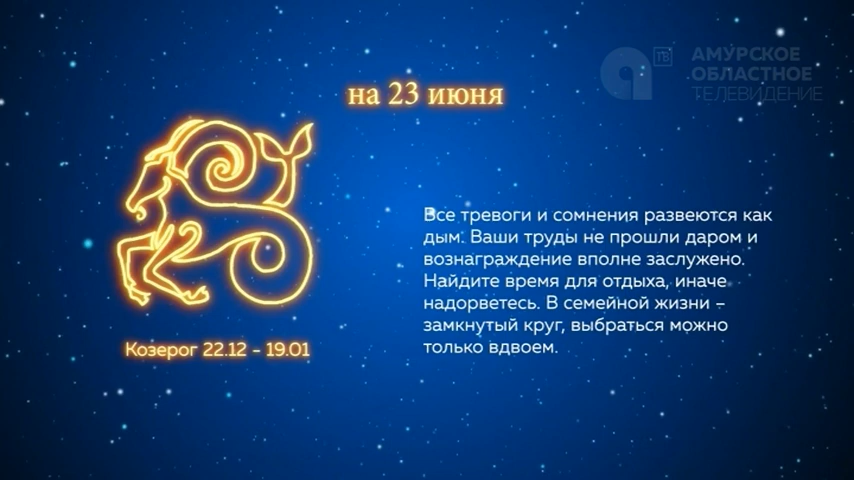 АМУРСКОЕ
ОБЛАСТНОЕ
ТЕЛЕВИДЕНИЕ
ТВ
на 23 июня
Все тревоги и сомнения развеются как
дым. Ваши труды не прошли даром и
вознаграждение вполне заслужено.
Найдите время для отдыха, иначе
надорветесь. В семейной жизни –
замкнутый круг, выбраться можно
только вдвоем.
Козерог 22.12 - 19.01